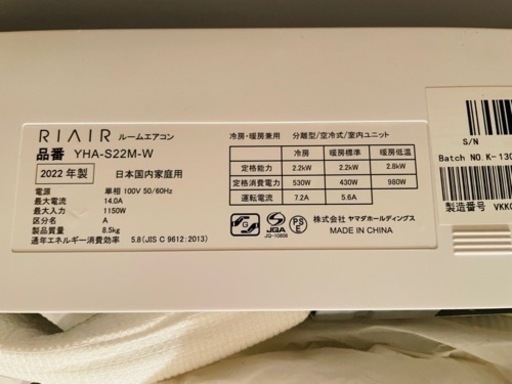 RIAIR ルームエアコン
品番 YHA-S22M-W
2022 年製 日本国内家庭用
電源 単相 100V 50/60Hz
最大電流 14.0A
最大入力 1150W
区分名 A
製品質量 8.5kg
通年エネルギー消費効率 5.8 (JIS C 9612:2013)
冷房・暖房兼用 分離型/空冷式/室内ユニット
冷房 暖房標準 暖房低温
定格能力 2.2kW 2.2kW 2.8kW
定格消費電力 530W 430W 980W
運転電流 7.2A 5.6A
JQA
JQ-10806
PS
E
株式会社 ヤマダホールディングス
MADE IN CHINA
S/N
Batch NO. K-130
製造番号 VKK